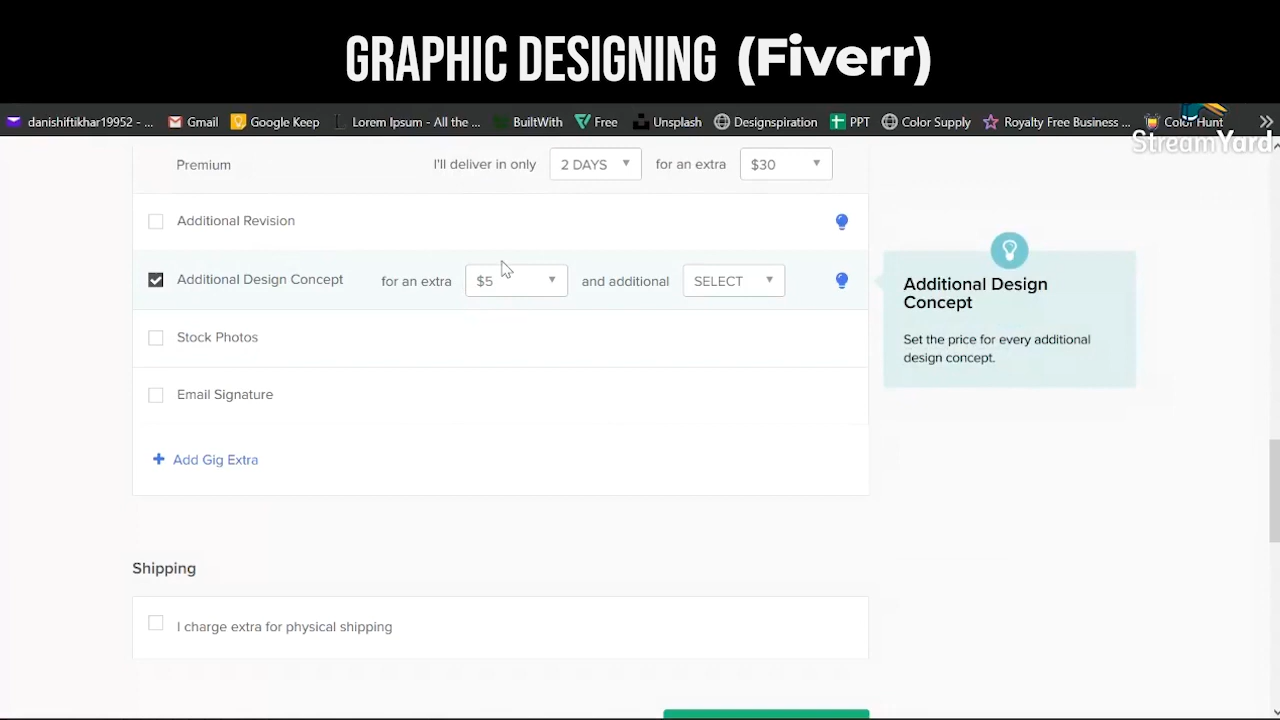 GRAPHIC DESIGNING (Fiverr)
danishiftikhar19952 - ... Gmail Google Keep Lorem Ipsum - All the ... BuiltWith Free Unsplash Designspiration PPT Color Supply Royalty Free Business ... Color Hunt
StreamYard
Premium I'll deliver in only 2 DAYS for an extra $30
Additional Revision
Additional Design Concept for an extra $5 and additional SELECT
Additional Design
Concept
Set the price for every additional
design concept.
Stock Photos
Email Signature
+ Add Gig Extra
Shipping
I charge extra for physical shipping